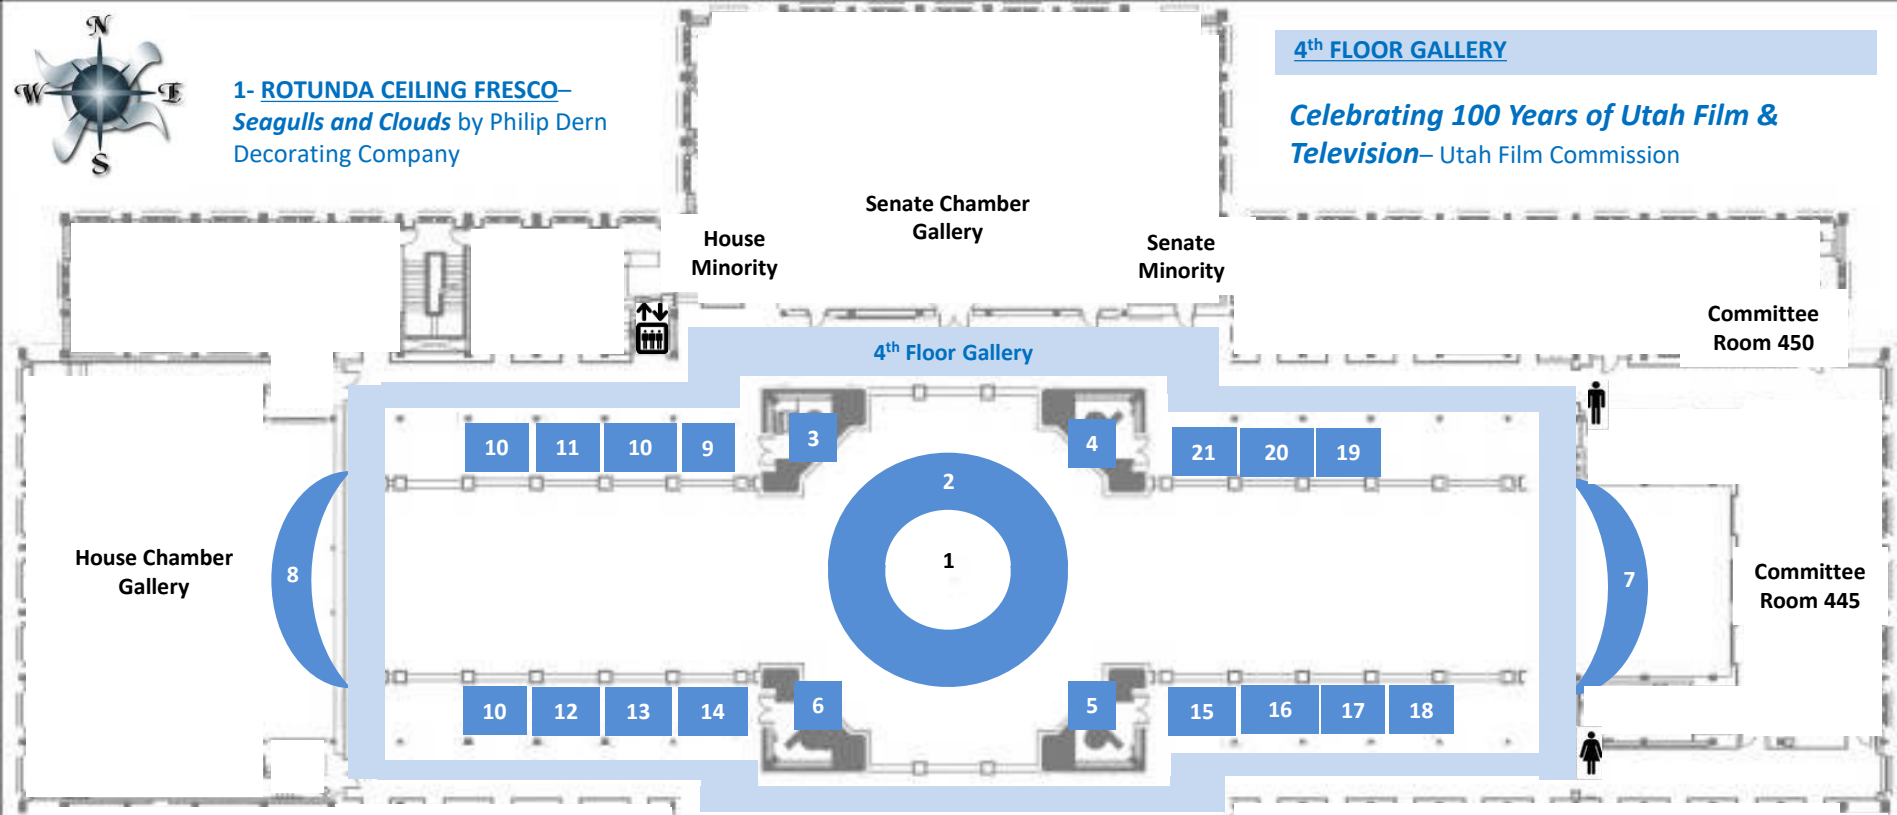 N
W
E
S
1- ROTUNDA CEILING FRESCO–
Seagulls and Clouds by Philip Dern
Decorating Company
4th FLOOR GALLERY
Celebrating 100 Years of Utah Film &
Television– Utah Film Commission
Senate Chamber
Gallery
House
Minority
Senate
Minority
Committee
Room 450
4th Floor Gallery
10
11
10
9
3
4
21
20
19
2
1
House Chamber
Gallery
8
7
Committee
Room 445
10
12
13
14
6
5
15
16
17
18